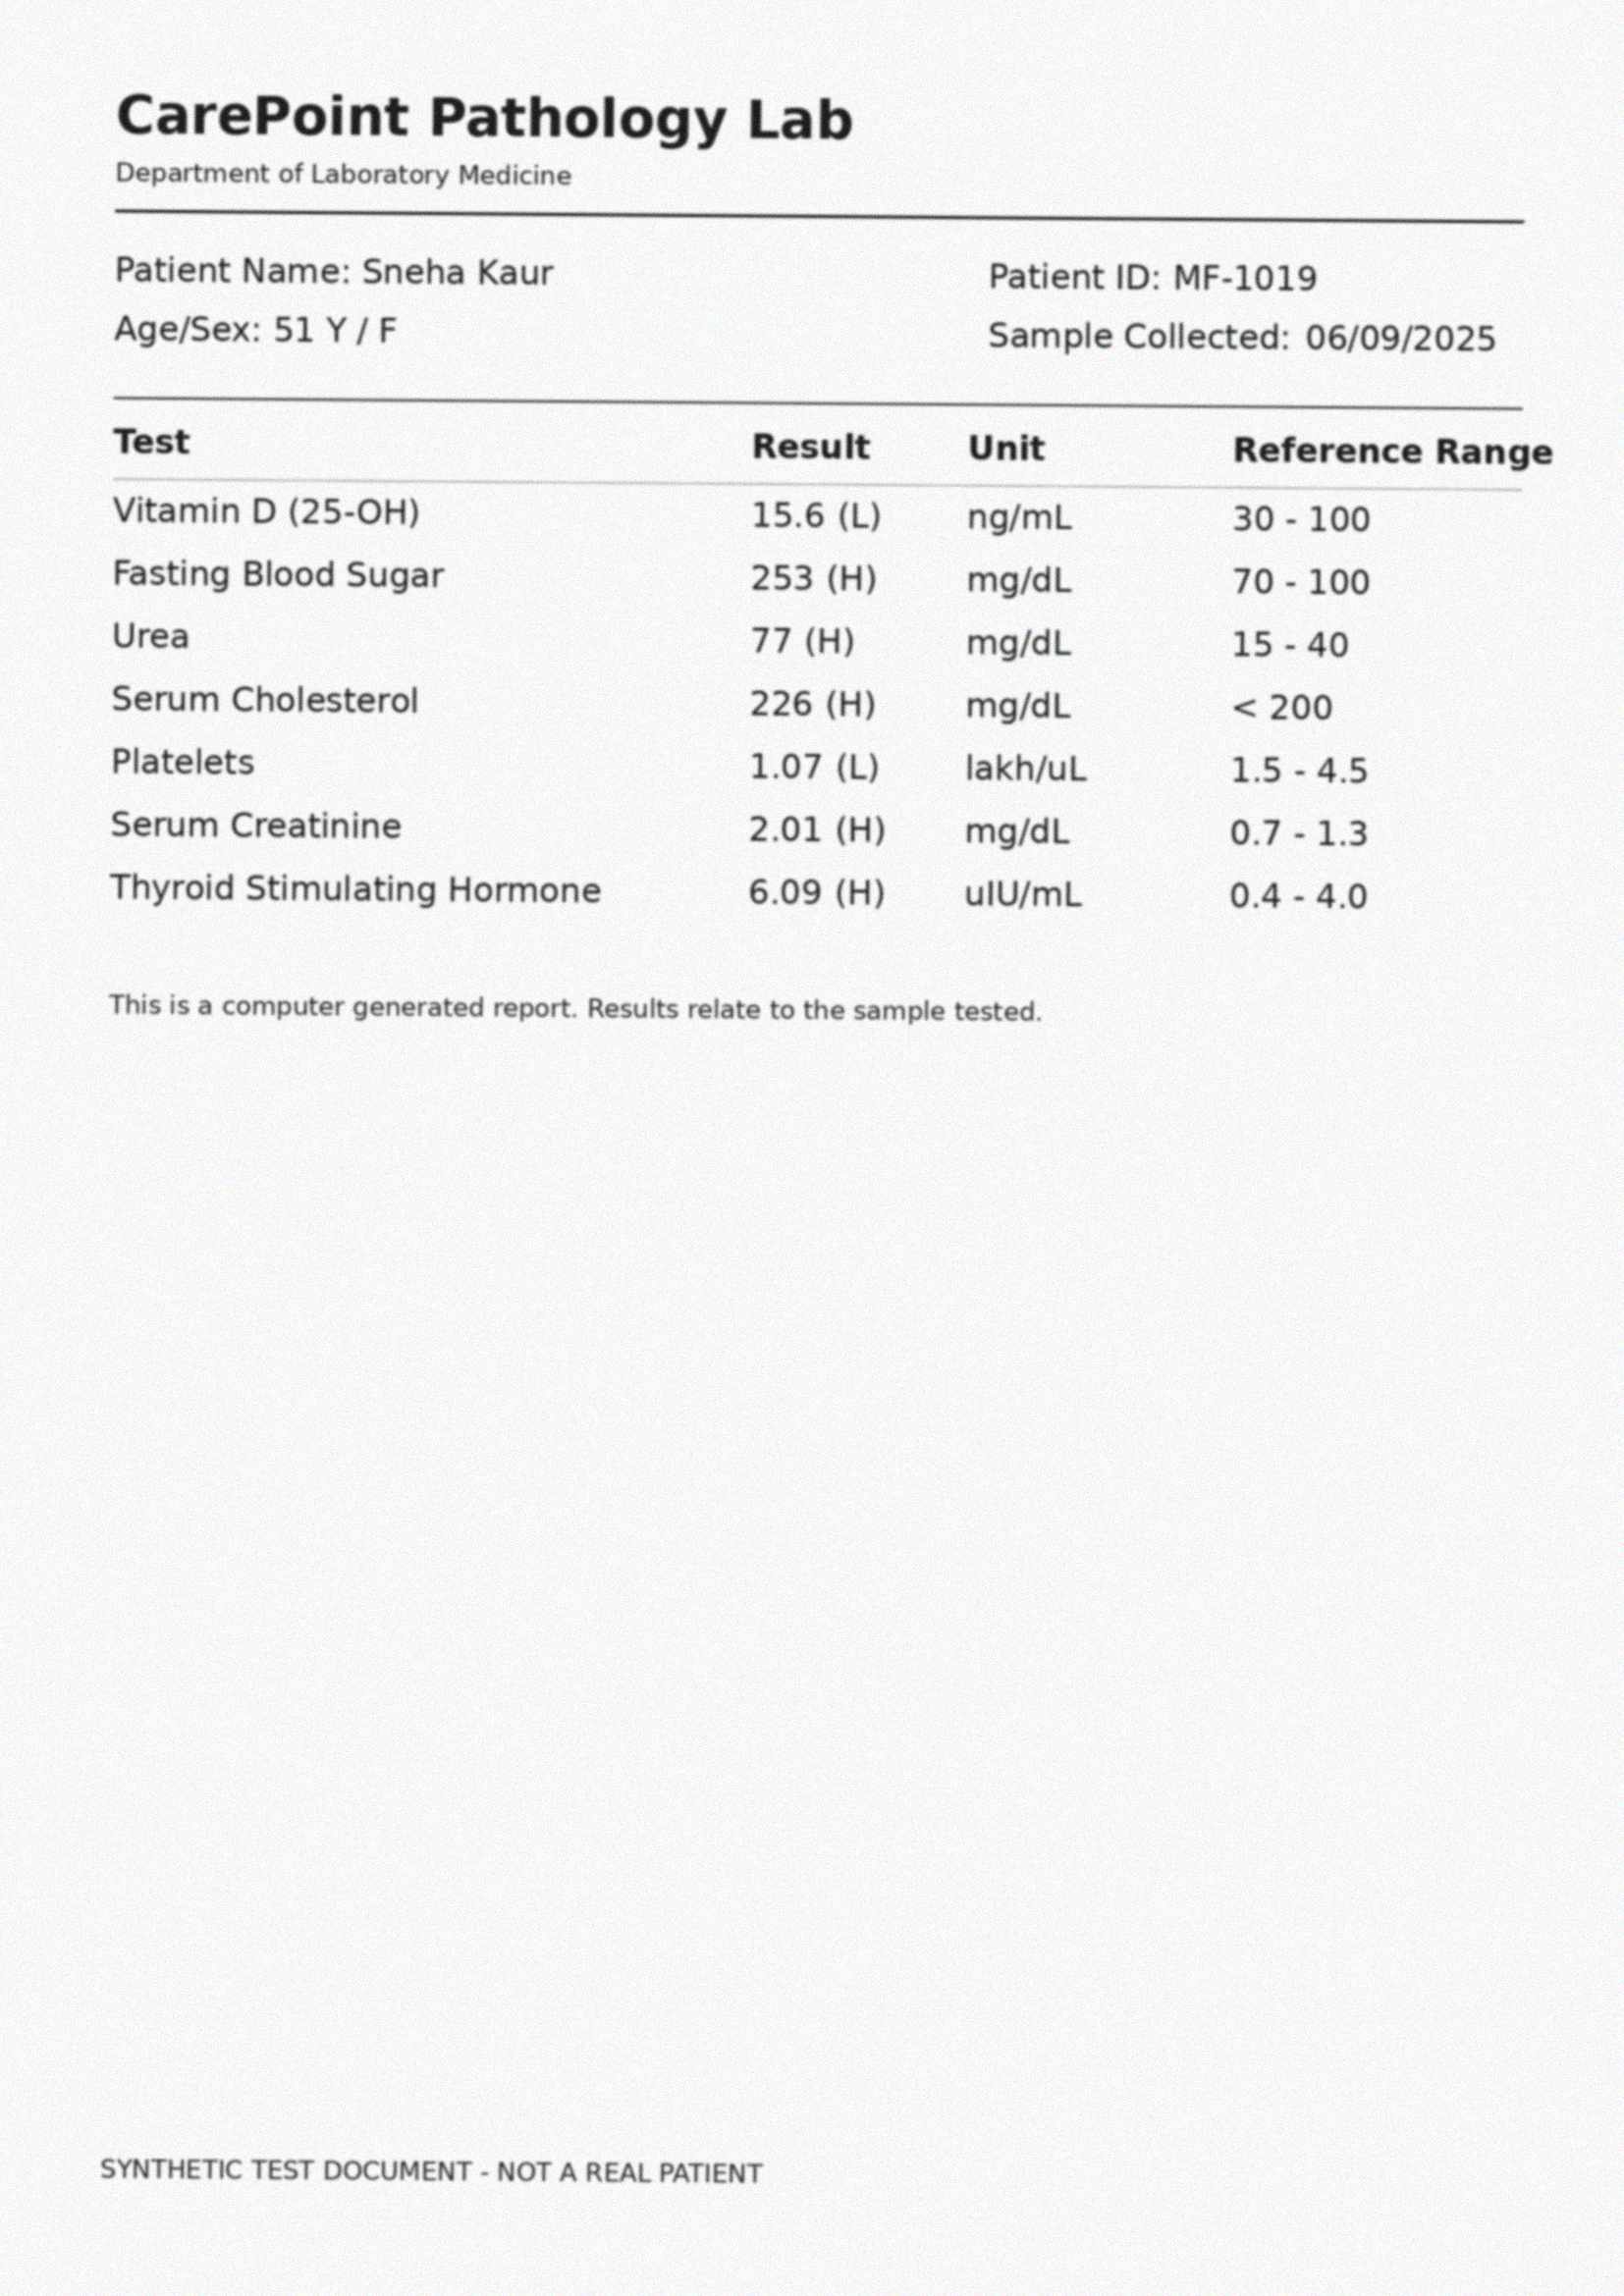 CarePoint Pathology Lab
Department of Laboratory Medicine
Patient Name: Sneha Kaur Patient ID: MF-1019
Age/Sex: 51 Y / F Sample Collected: 06/09/2025
Test Result Unit Reference Range
Vitamin D (25-OH) 15.6 (L) ng/mL 30 - 100
Fasting Blood Sugar 253 (H) mg/dL 70 - 100
Urea 77 (H) mg/dL 15 - 40
Serum Cholesterol 226 (H) mg/dL < 200
Platelets 1.07 (L) lakh/uL 1.5 - 4.5
Serum Creatinine 2.01 (H) mg/dL 0.7 - 1.3
Thyroid Stimulating Hormone 6.09 (H) uIU/mL 0.4 - 4.0
This is a computer generated report. Results relate to the sample tested.
SYNTHETIC TEST DOCUMENT - NOT A REAL PATIENT